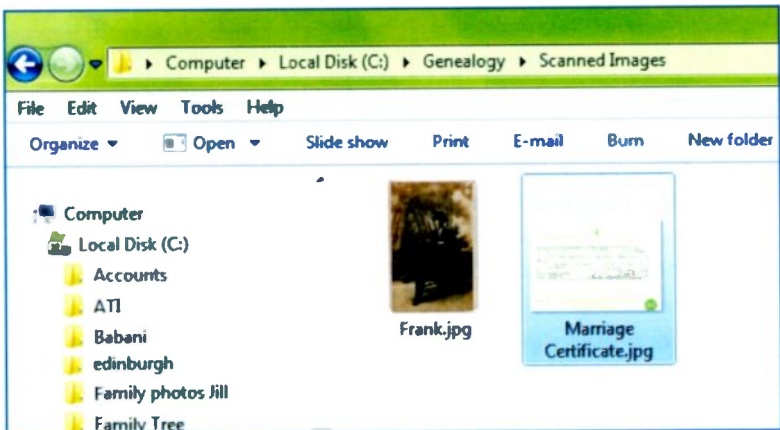 Computer ▸ Local Disk (C:) ▸ Genealogy ▸ Scanned Images
File Edit View Tools Help
Organize Open Slide show Print E-mail Burn New folder
Computer
Local Disk (C:)
Accounts
ATI
Babani
edinburgh
Family photos Jill
Family Tree
Frank.jpg
Marriage
Certificate.jpg